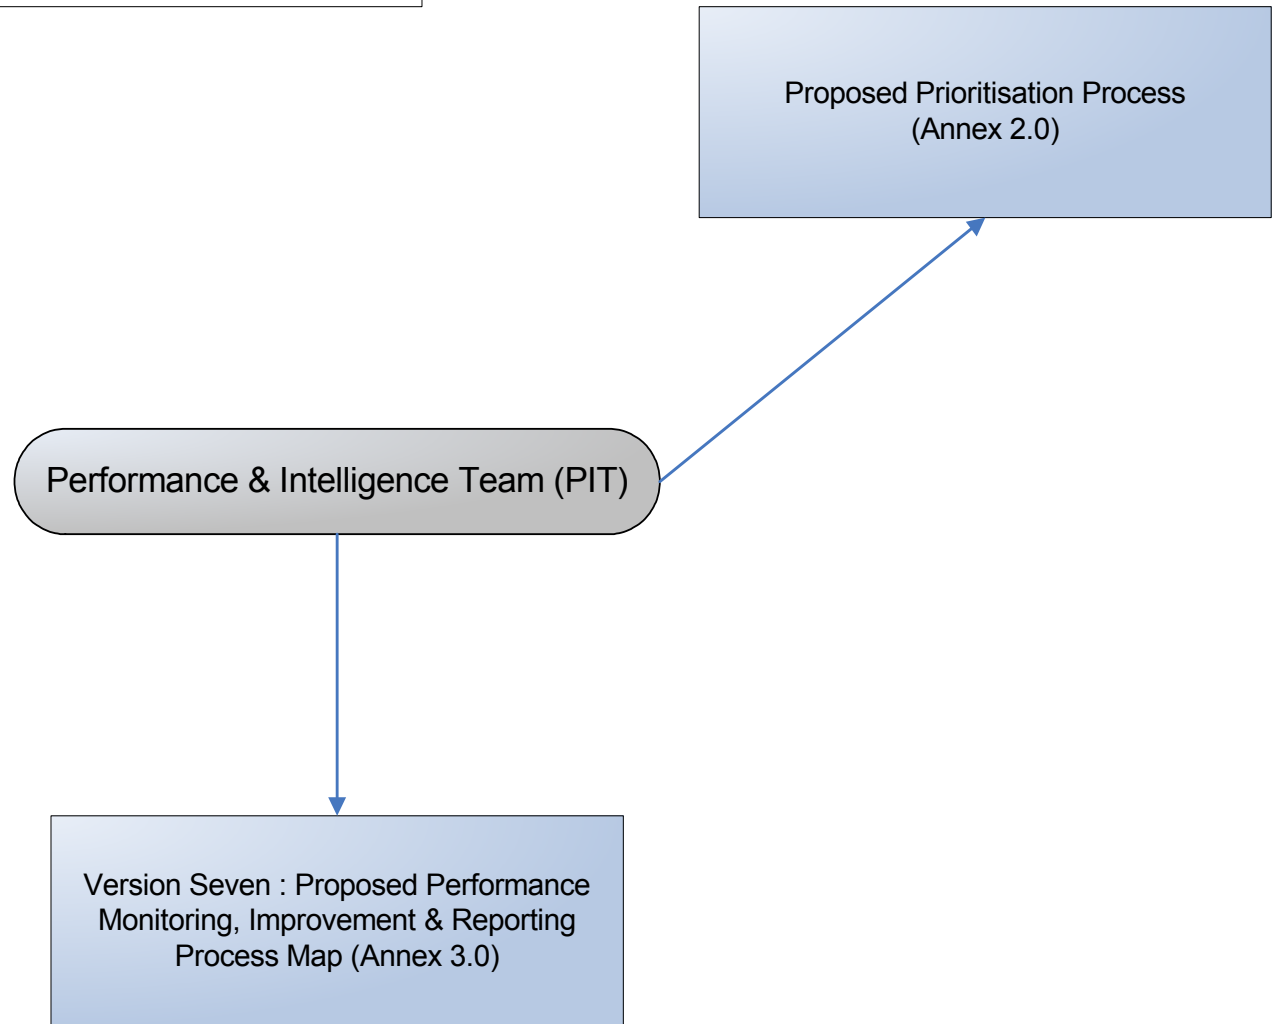 Proposed Prioritisation Process
(Annex 2.0)
Performance & Intelligence Team (PIT)
Version Seven : Proposed Performance
Monitoring, Improvement & Reporting
Process Map (Annex 3.0)